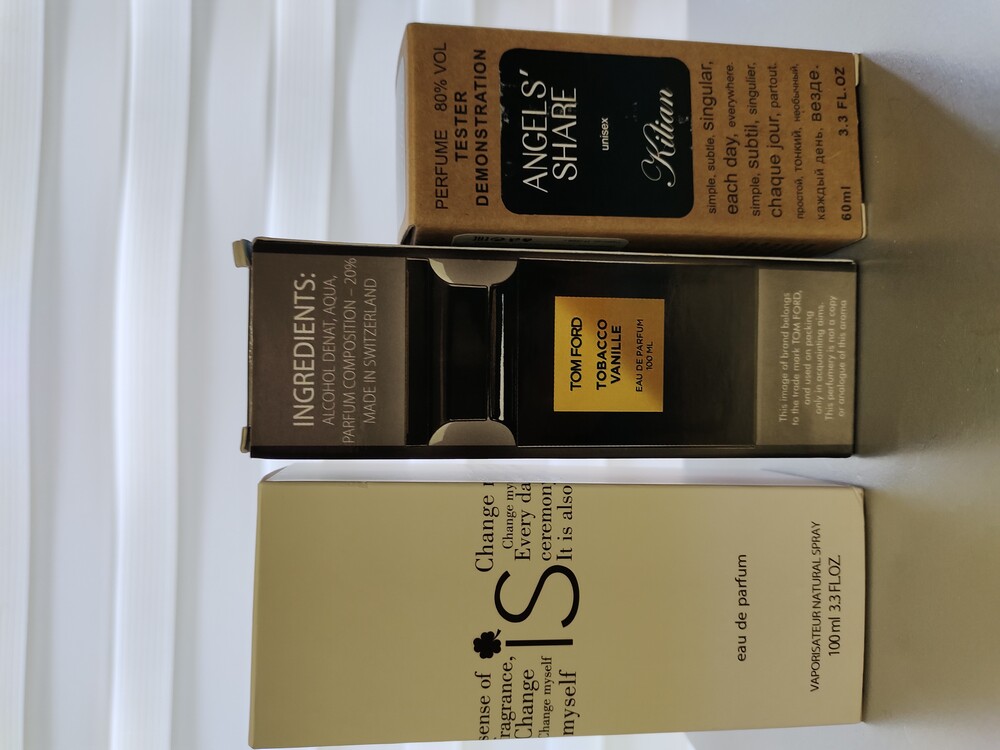 sense of
fragrance,
Change
Change myself
myself
iS
Change
Change my
Every da
ceremony
It is also
eau de parfum
VAPORISATEUR NATURAL SPRAY
100 ml 3.3 FL.OZ
INGREDIENTS:
ALCOHOL DENAT, AQUA,
PARFUM COMPOSITION – 20%
MADE IN SWITZERLAND
TOM FORD
TOBACCO
VANILLE
EAU DE PARFUM
100 ML
This image of brand belongs
to the trade mark TOM FORD,
and used on packing
only in acquainting aims.
This perfumery is not a copy
or analogue of this aroma
PERFUME 80% VOL
TESTER
DEMONSTRATION
ANGELS'
SHARE
unisex
Kilian
simple, subtle, singular,
each day, everywhere.
simple, subtil, singulier,
chaque jour, partout.
простой, тонкий, необычный,
каждый день, везде.
60ml 3.3 FL.OZ